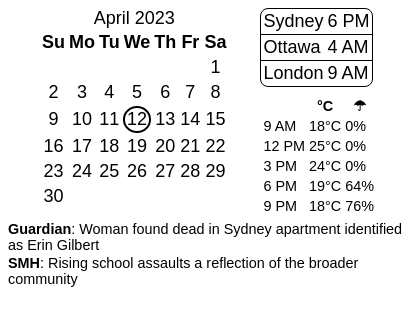 April 2023
Su Mo Tu We Th Fr Sa
1
2 3 4 5 6 7 8
9 10 11 12 13 14 15
16 17 18 19 20 21 22
23 24 25 26 27 28 29
30
Sydney 6 PM
Ottawa 4 AM
London 9 AM
°C ☂
9 AM 18°C 0%
12 PM 25°C 0%
3 PM 24°C 0%
6 PM 19°C 64%
9 PM 18°C 76%
Guardian: Woman found dead in Sydney apartment identified
as Erin Gilbert
SMH: Rising school assaults a reflection of the broader
community